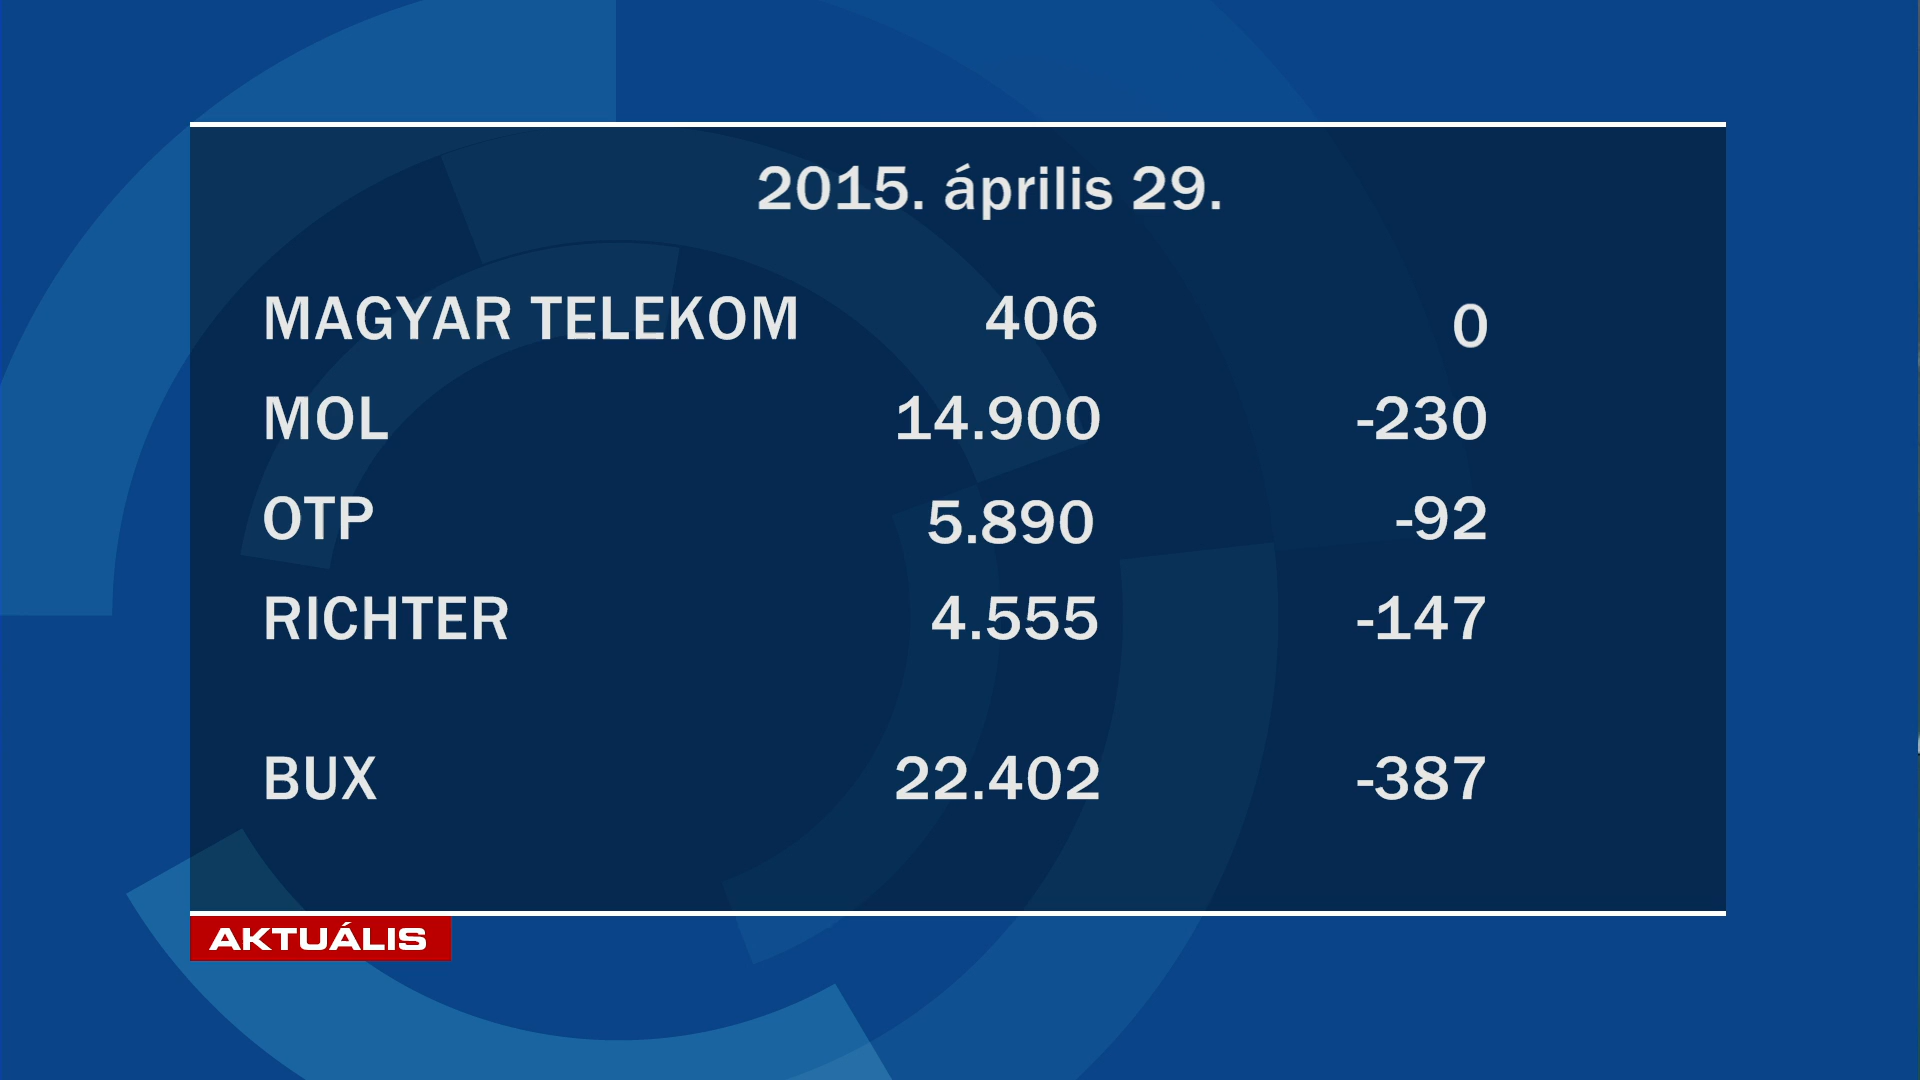 2015. április 29.
MAGYAR TELEKOM 406 0
MOL 14.900 -230
OTP 5.890 -92
RICHTER 4.555 -147
BUX 22.402 -387
AKTUÁLIS